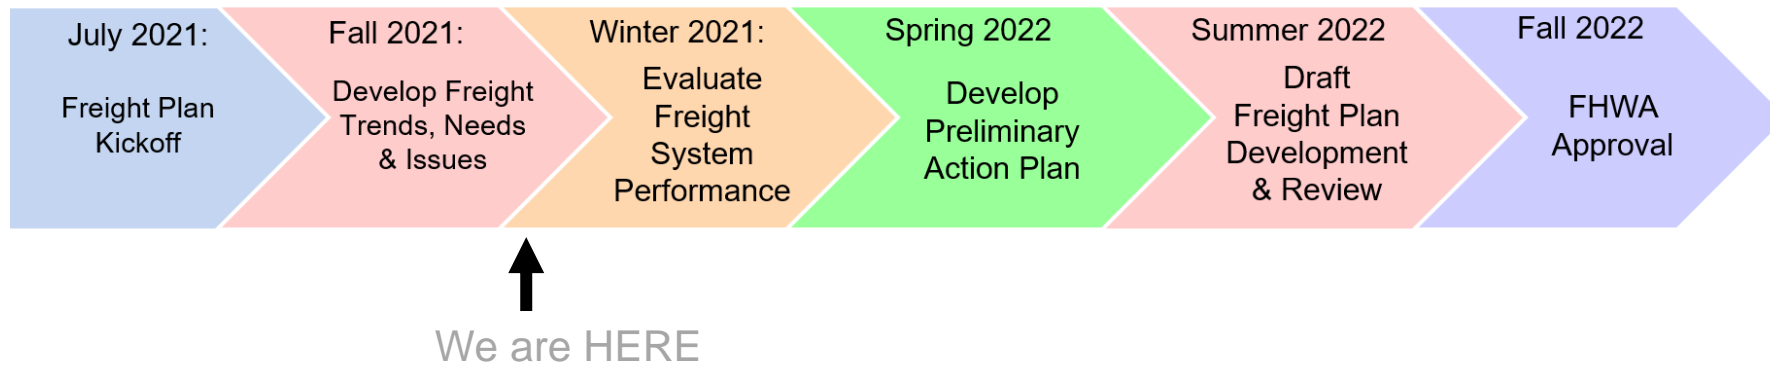 July 2021:
Freight Plan
Kickoff
Fall 2021:
Develop Freight
Trends, Needs
& Issues
Winter 2021:
Evaluate
Freight
System
Performance
Spring 2022
Develop
Preliminary
Action Plan
Summer 2022
Draft
Freight Plan
Development
& Review
Fall 2022
FHWA
Approval
We are HERE